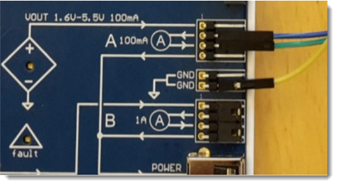 VOUT 1.6V-5.5V 100mA
A 100mA A
GND
GND
B 1A A
fault
POWER